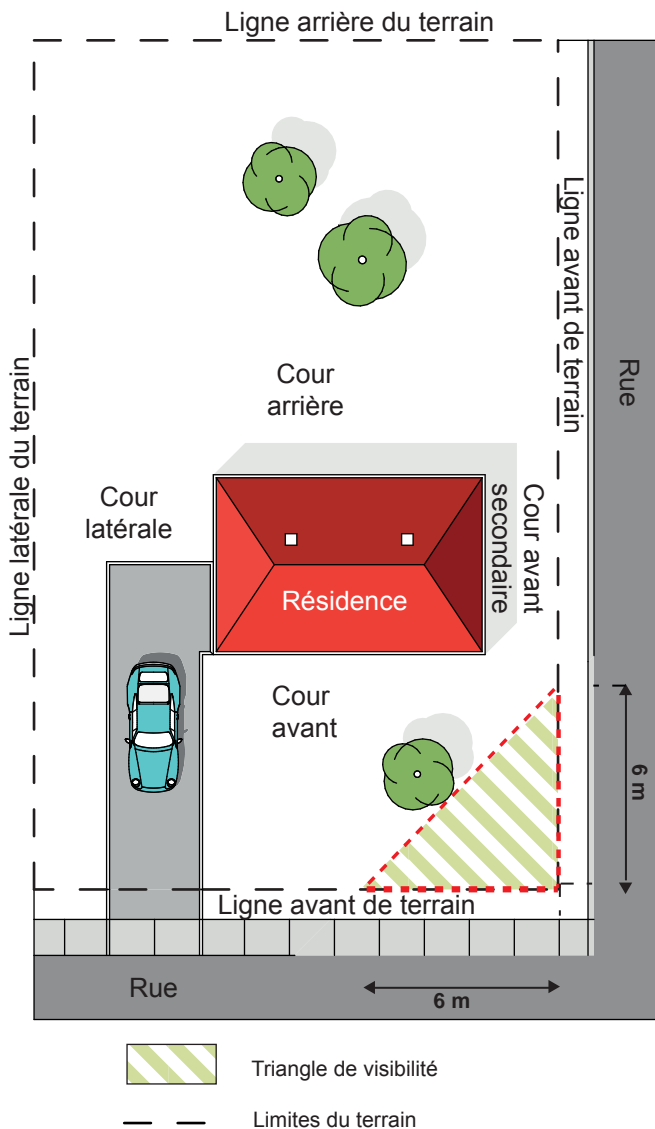 Ligne arrière du terrain
Ligne avant de terrain
Rue
Cour
arrière
Ligne latérale du terrain
Cour
latérale
Cour avant
secondaire
Résidence
Cour
avant
6 m
Ligne avant de terrain
Rue
6 m
Triangle de visibilité
Limites du terrain